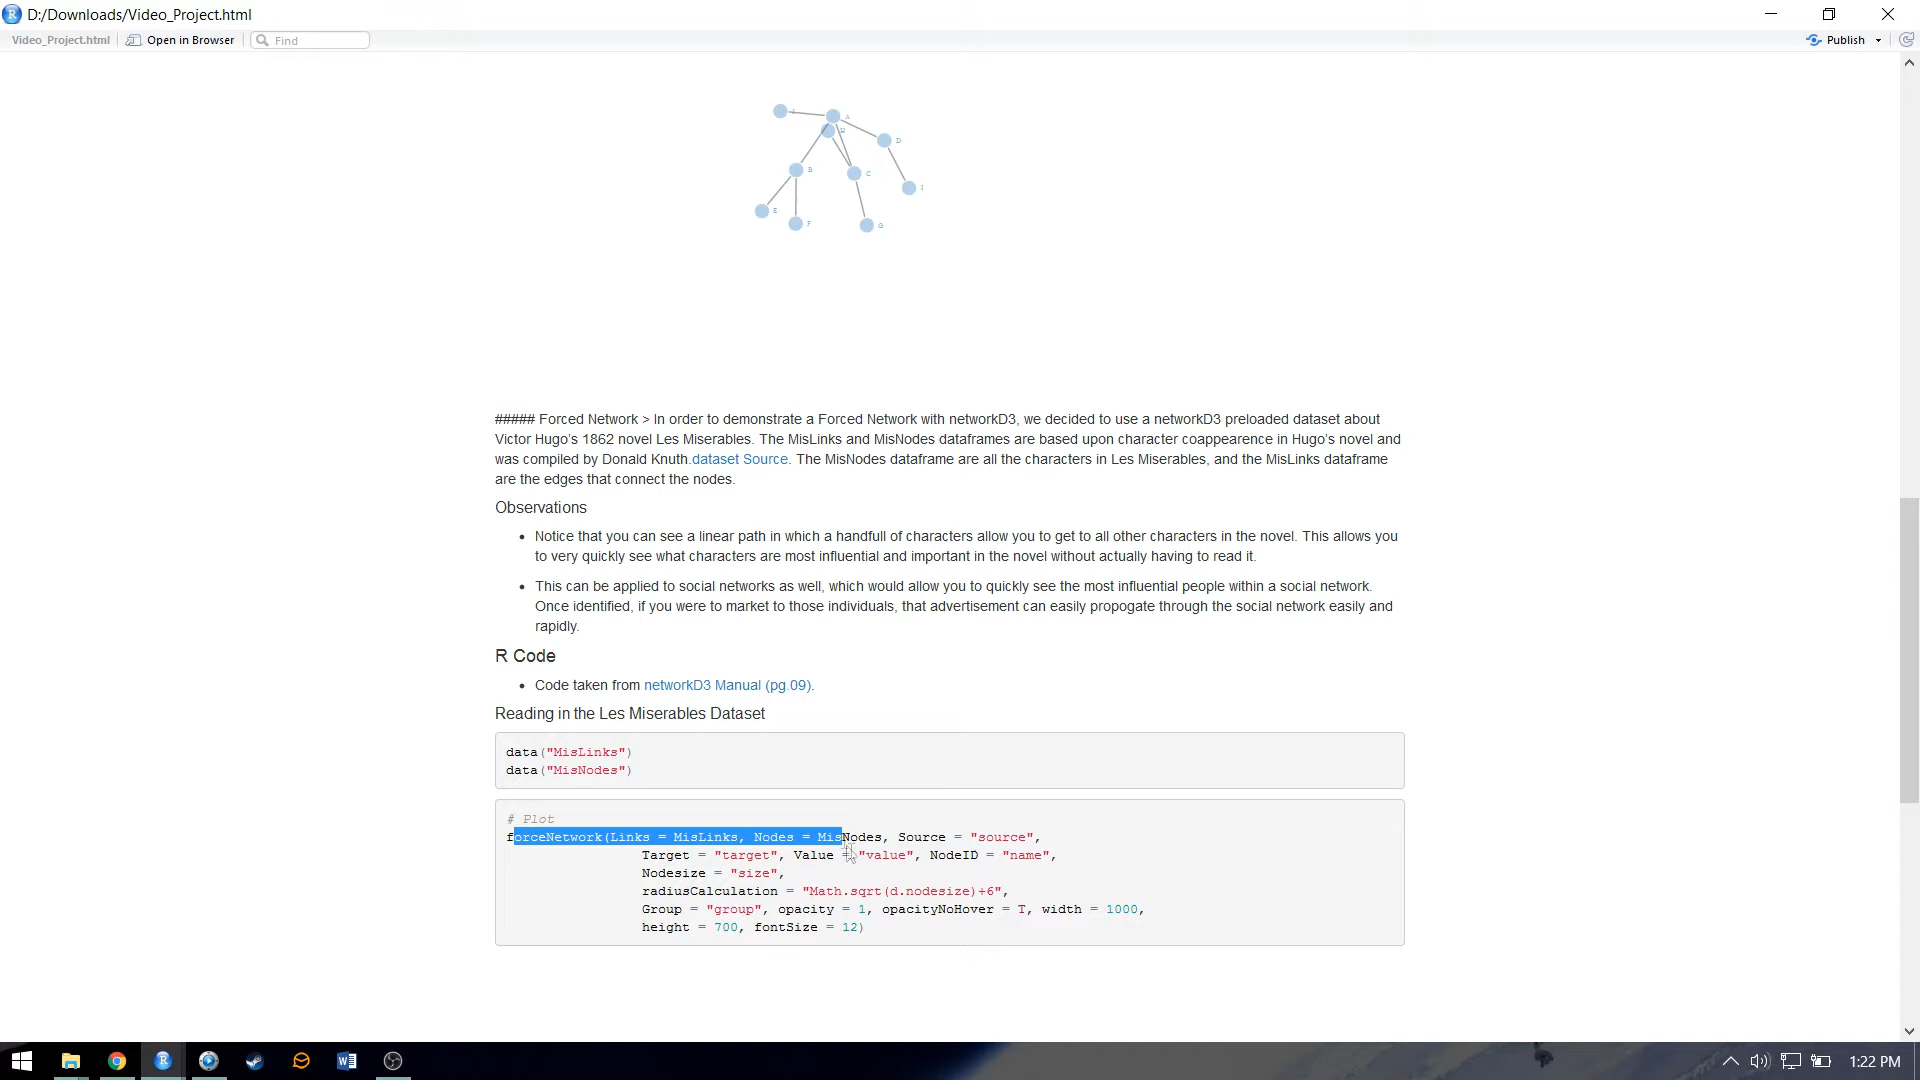 D:/Downloads/Video_Project.html
Video_Project.html Open in Browser Find Publish
J
A
H
D
B
C
I
E
F
G
##### Forced Network > In order to demonstrate a Forced Network with networkD3, we decided to use a networkD3 preloaded dataset about
Victor Hugo's 1862 novel Les Miserables. The MisLinks and MisNodes dataframes are based upon character coappearence in Hugo's novel and
was compiled by Donald Knuth.dataset Source. The MisNodes dataframe are all the characters in Les Miserables, and the MisLinks dataframe
are the edges that connect the nodes.
Observations
• Notice that you can see a linear path in which a handfull of characters allow you to get to all other characters in the novel. This allows you
to very quickly see what characters are most influential and important in the novel without actually having to read it.
• This can be applied to social networks as well, which would allow you to quickly see the most influential people within a social network.
Once identified, if you were to market to those individuals, that advertisement can easily propogate through the social network easily and
rapidly.
R Code
• Code taken from networkD3 Manual (pg.09).
Reading in the Les Miserables Dataset
data("MisLinks")
data("MisNodes")
# Plot
forceNetwork(Links = MisLinks, Nodes = MisNodes, Source = "source",
Target = "target", Value = "value", NodeID = "name",
Nodesize = "size",
radiusCalculation = "Math.sqrt(d.nodesize)+6",
Group = "group", opacity = 1, opacityNoHover = T, width = 1000,
height = 700, fontSize = 12)
1:22 PM